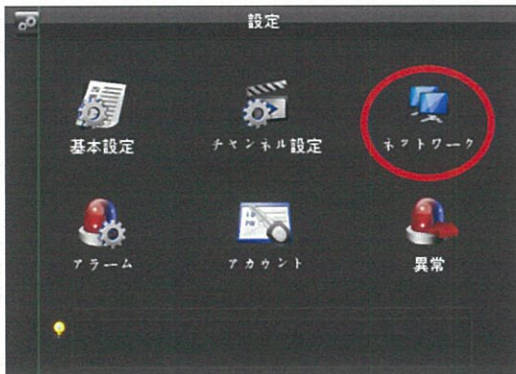 設定
基本設定
チャンネル設定
ネットワーク
アラーム
アカウント
異常